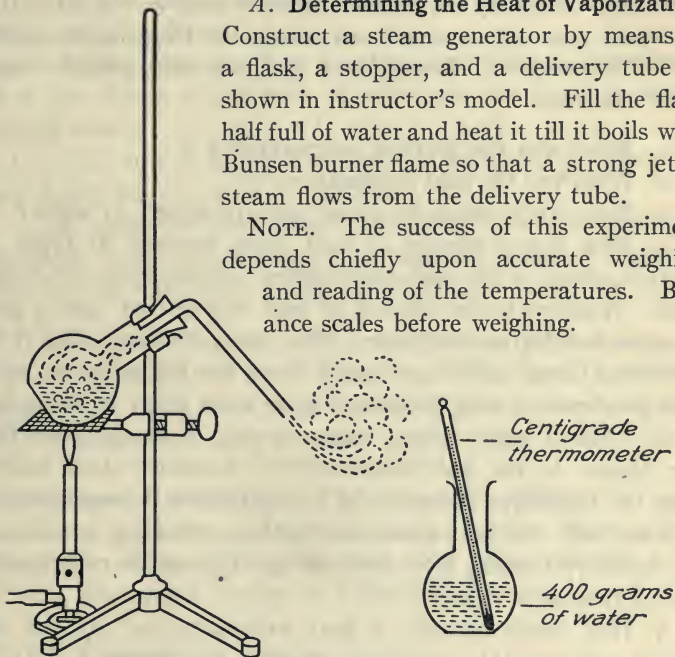 A. Determining the Heat of Vaporizati
Construct a steam generator by means
a flask, a stopper, and a delivery tube
shown in instructor's model. Fill the fla
half full of water and heat it till it boils w
Bunsen burner flame so that a strong jet
steam flows from the delivery tube.
NOTE. The success of this experime
depends chiefly upon accurate weighi
and reading of the temperatures. B
ance scales before weighing.
Centigrade
thermometer
400 grams
of water